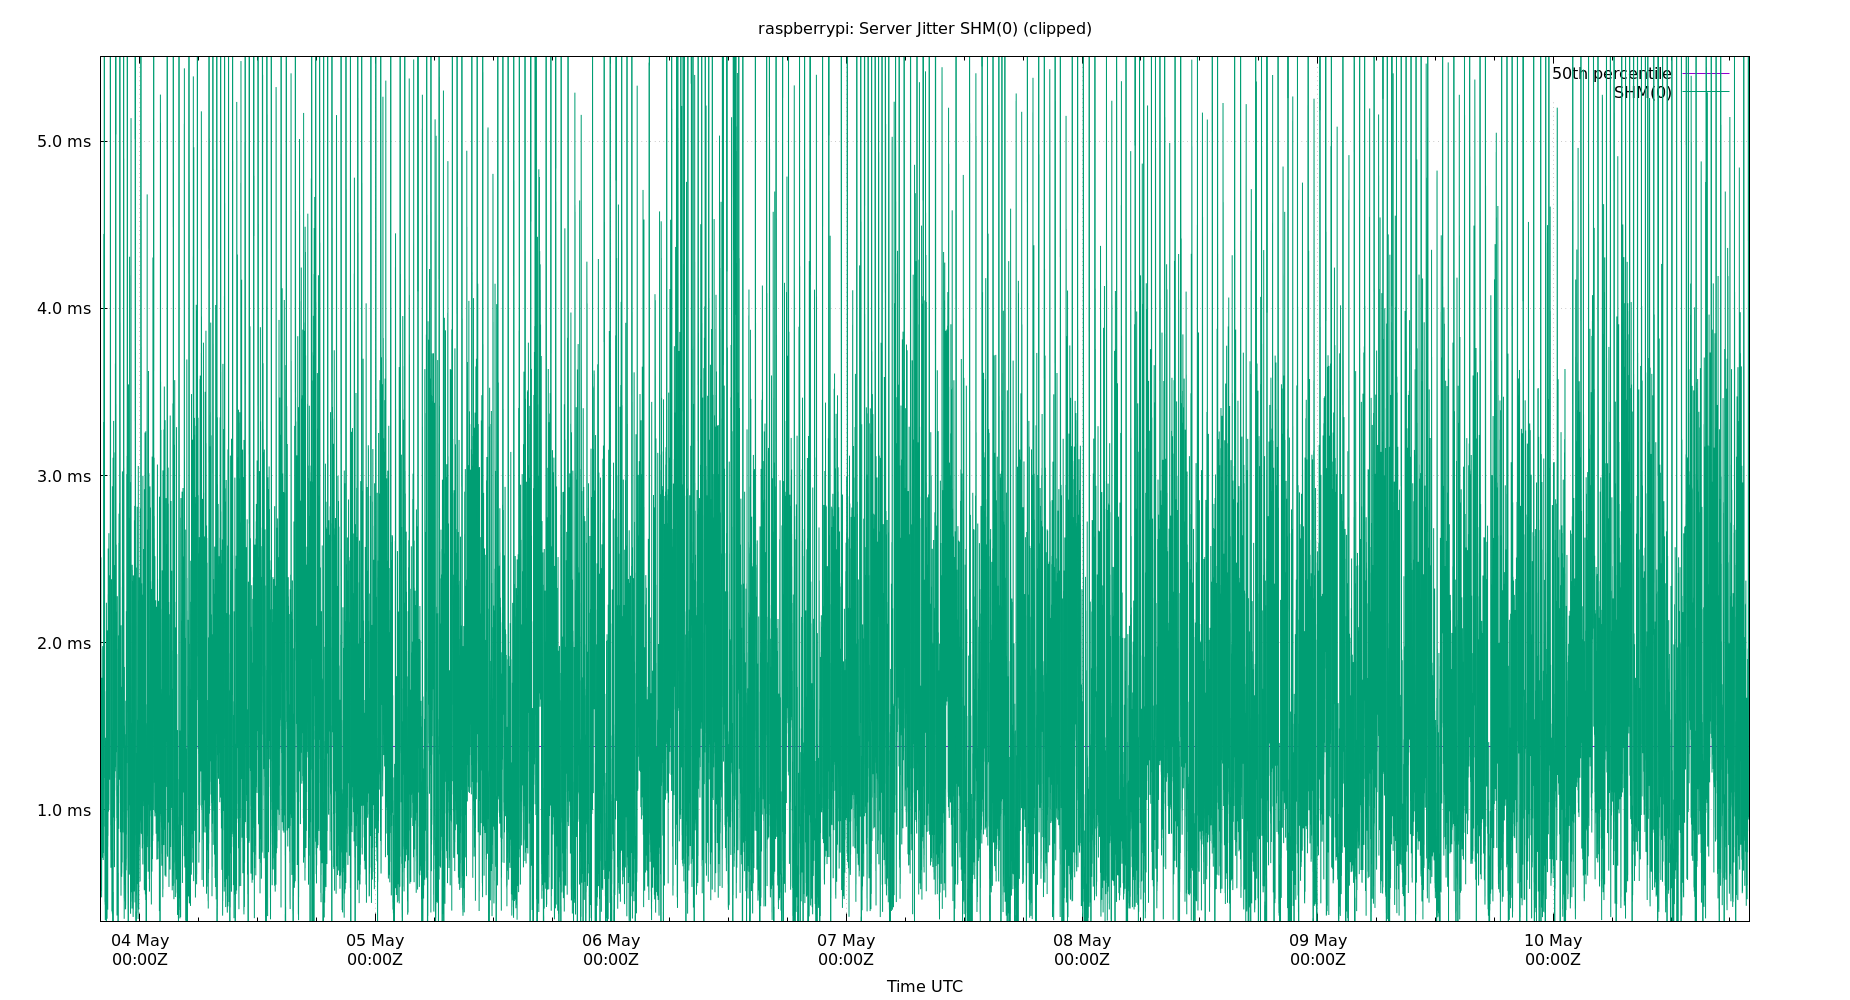 raspberrypi: Server Jitter SHM(0) (clipped)
50th percentile
SHM(0)
5.0 ms
4.0 ms
3.0 ms
2.0 ms
1.0 ms
04 May 05 May 06 May 07 May 08 May 09 May 10 May
00:00Z 00:00Z 00:00Z 00:00Z 00:00Z 00:00Z 00:00Z
Time UTC